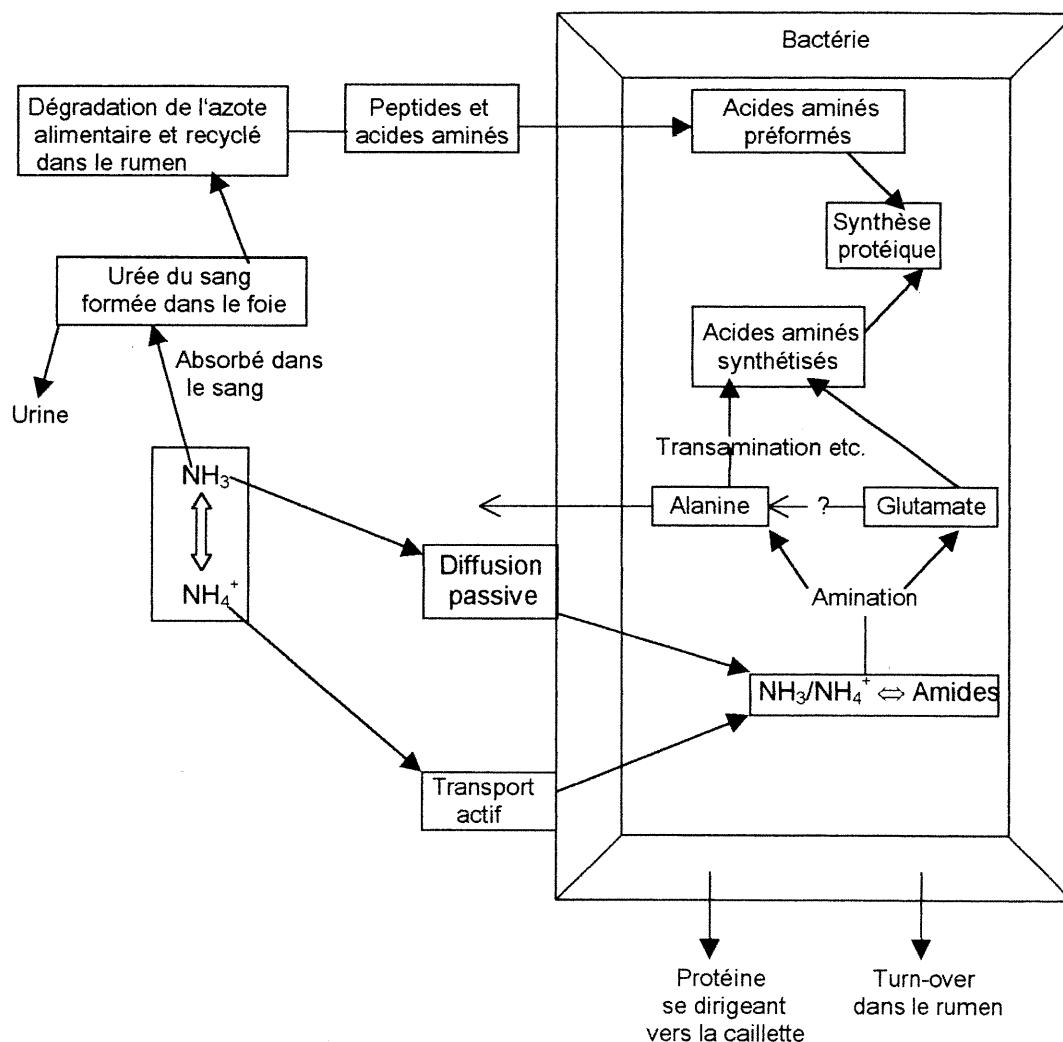 Bactérie
Dégradation de l'azote
alimentaire et recyclé
dans le rumen
Peptides et
acides aminés
Acides aminés
préformés
Synthèse
protéique
Urée du sang
formée dans le foie
Acides aminés
synthétisés
Absorbé dans
le sang
Urine
Transamination etc.
NH₃
Alanine
?
Glutamate
Diffusion
passive
NH₄⁺
Amination
NH₃/NH₄⁺ ⇔ Amides
Transport
actif
Protéine
se dirigeant
vers la caillette
Turn-over
dans le rumen